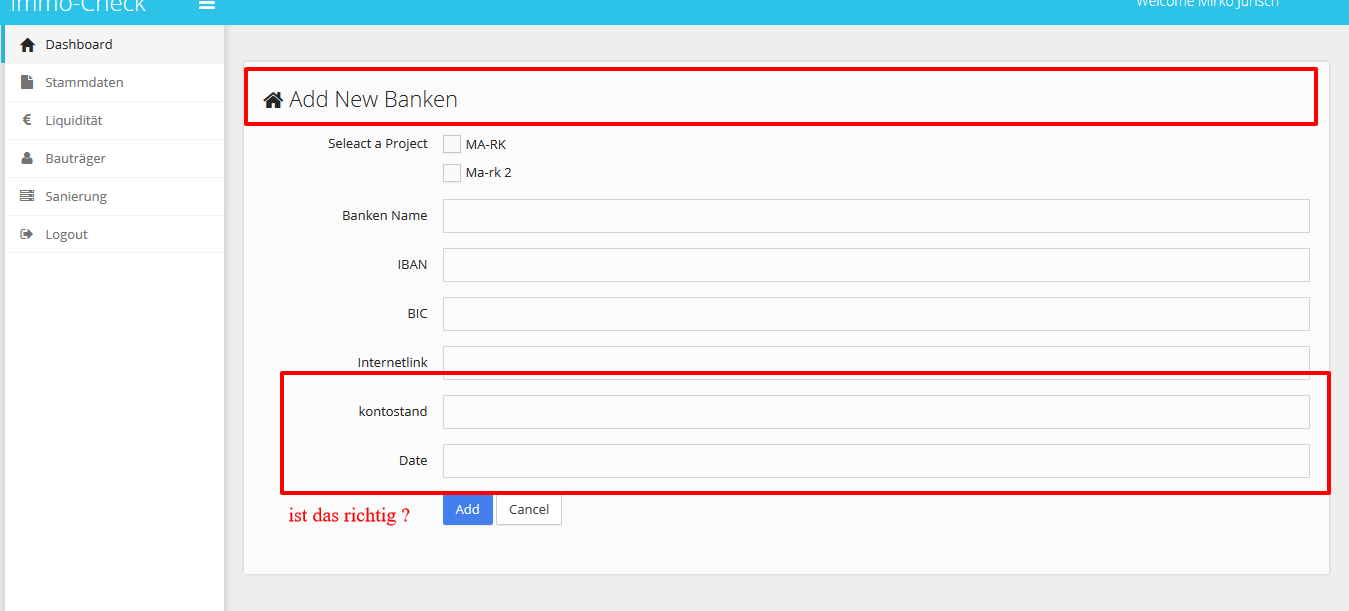 Immo-Check
Welcome Mirko Jurisch
Dashboard
Stammdaten
€ Liquidität
Bauträger
Sanierung
Logout
Add New Banken
Seleact a Project
MA-RK
Ma-rk 2
Banken Name
IBAN
BIC
Internetlink
kontostand
Date
ist das richtig ?
Add
Cancel